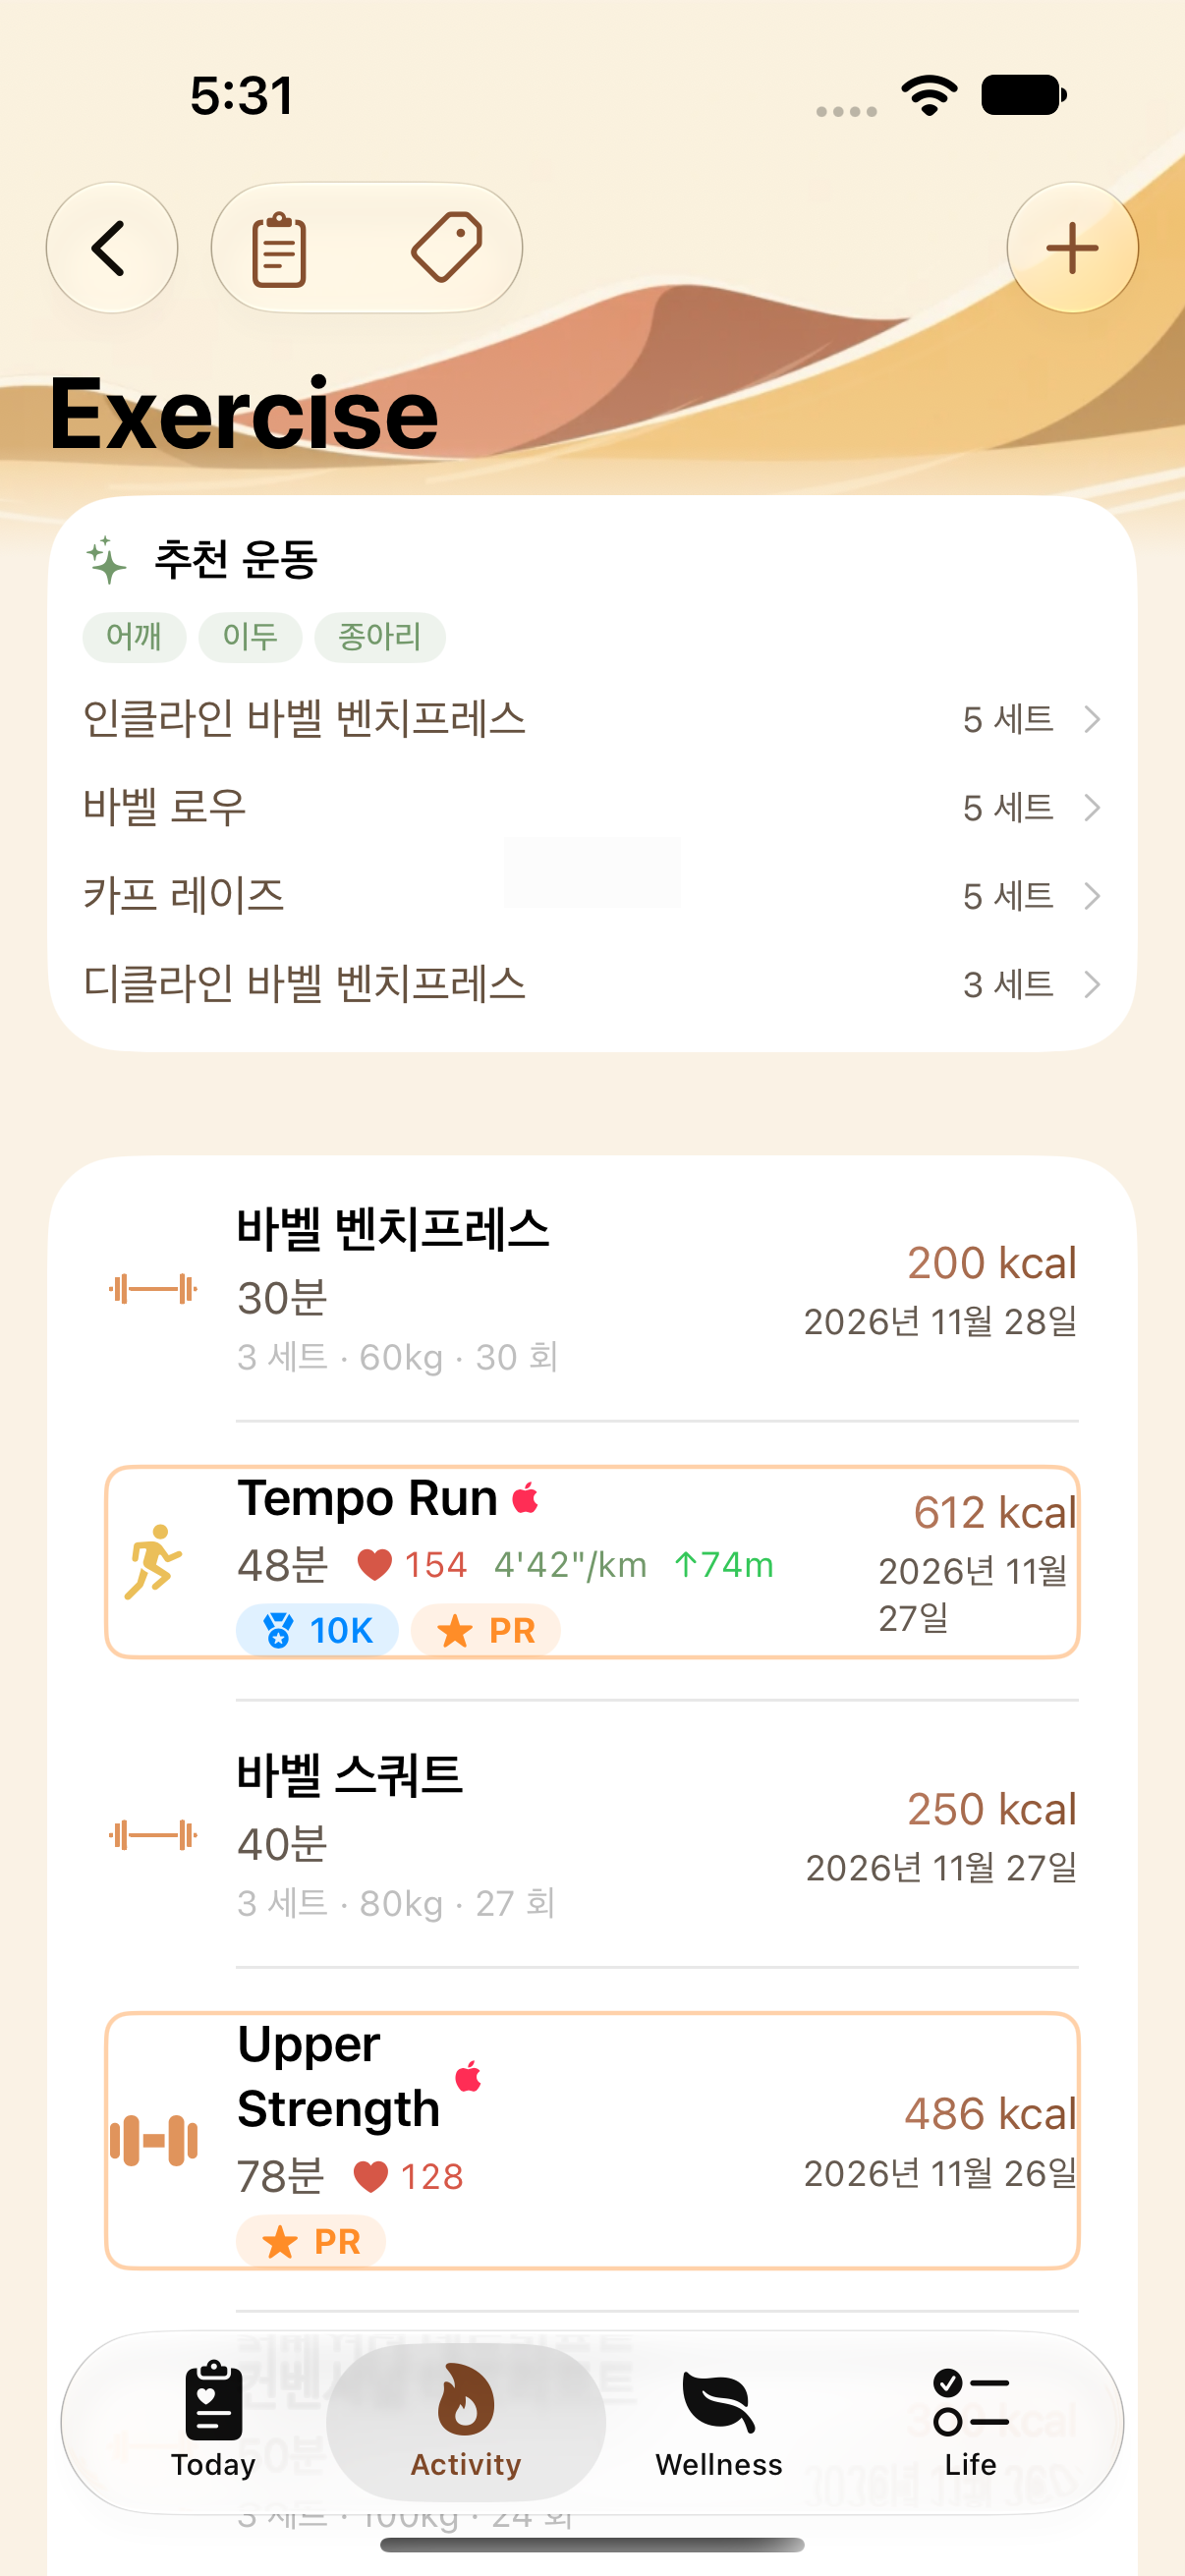 5:31
Exercise
추천 운동
어깨 이두 종아리
인클라인 바벨 벤치프레스 5 세트
바벨 로우 5 세트
카프 레이즈 5 세트
디클라인 바벨 벤치프레스 3 세트
바벨 벤치프레스
200 kcal
30분
2026년 11월 28일
3 세트 · 60kg · 30 회
Tempo Run
612 kcal
48분 154 4'42"/km ↑74m
2026년 11월
27일
10K PR
바벨 스쿼트
250 kcal
40분
2026년 11월 27일
3 세트 · 80kg · 27 회
Upper
Strength
486 kcal
78분 128
2026년 11월 26일
PR
Today Activity Wellness Life
3 세트 · 100kg · 24 회